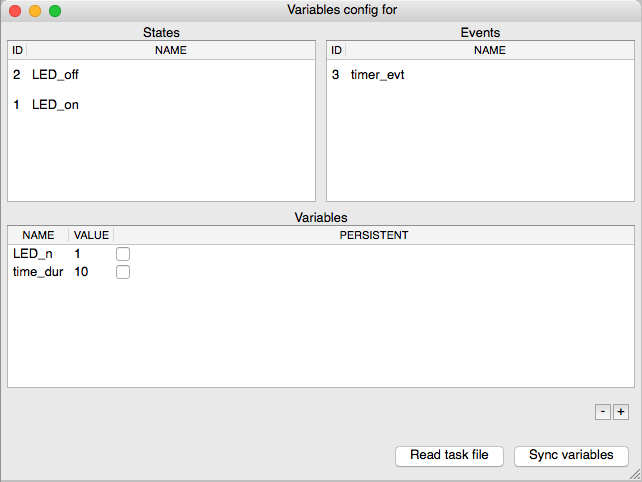 Variables config for
States
Events
ID NAME
ID NAME
2 LED_off
3 timer_evt
1 LED_on
Variables
NAME VALUE PERSISTENT
LED_n 1
time_dur 10
- +
Read task file
Sync variables